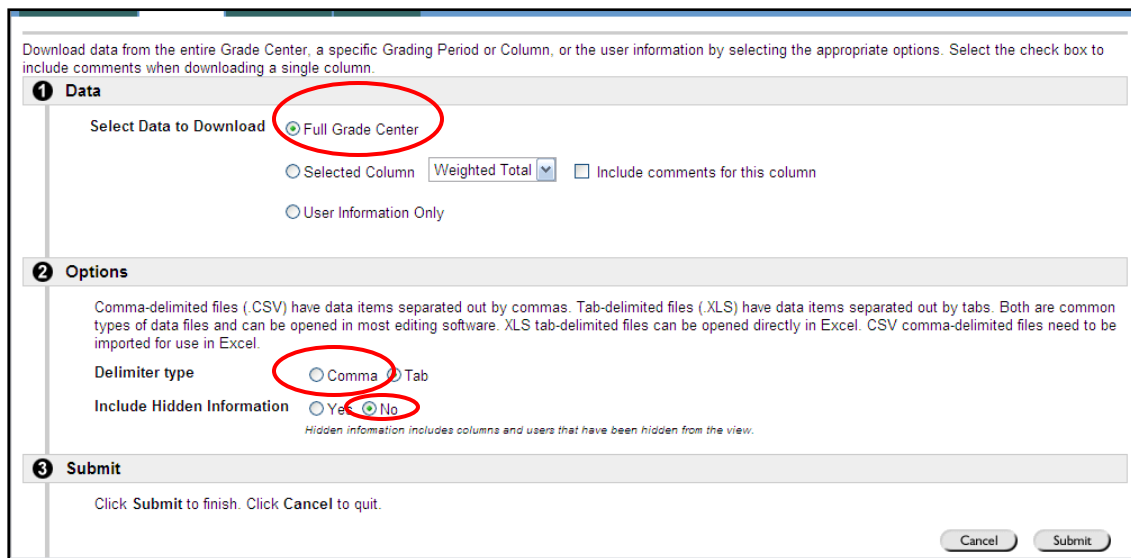 Download data from the entire Grade Center, a specific Grading Period or Column, or the user information by selecting the appropriate options. Select the check box to
include comments when downloading a single column.
1 Data
Select Data to Download Full Grade Center
Selected Column Weighted Total Include comments for this column
User Information Only
2 Options
Comma-delimited files (.CSV) have data items separated out by commas. Tab-delimited files (.XLS) have data items separated out by tabs. Both are common
types of data files and can be opened in most editing software. XLS tab-delimited files can be opened directly in Excel. CSV comma-delimited files need to be
imported for use in Excel.
Delimiter type Comma Tab
Include Hidden Information Yes No
Hidden information includes columns and users that have been hidden from the view.
3 Submit
Click Submit to finish. Click Cancel to quit.
Cancel Submit